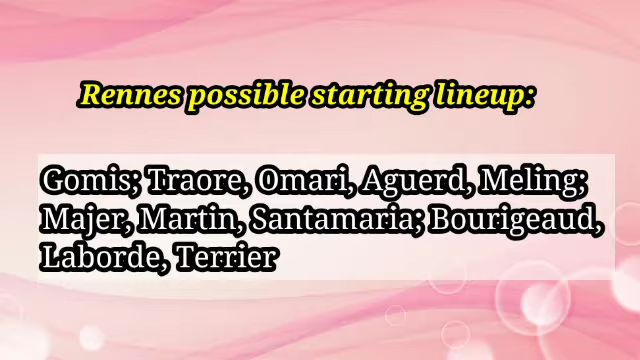 Rennes possible starting lineup:
Gomis; Traore, Omari, Aguerd, Meling;
Majer, Martin, Santamaria; Bourigeaud,
Laborde, Terrier